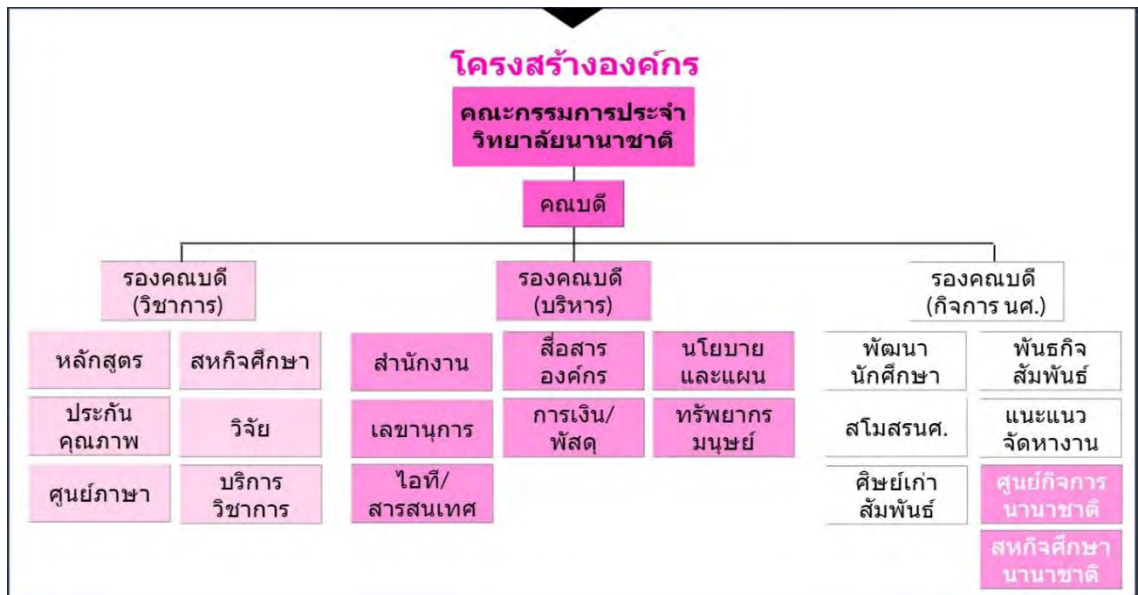 โครงสร้างองค์กร
คณะกรรมการประจำ
วิทยาลัยนานาชาติ
คณบดี
รองคณบดี
(วิชาการ)
หลักสูตร
สหกิจศึกษา
ประกัน
คุณภาพ
วิจัย
ศูนย์ภาษา
บริการ
วิชาการ
รองคณบดี
(บริหาร)
สำนักงาน
สื่อสาร
องค์กร
นโยบาย
และแผน
เลขานุการ
การเงิน/
พัสดุ
ทรัพยากร
มนุษย์
ไอที/
สารสนเทศ
รองคณบดี
(กิจการ นศ.)
พัฒนา
นักศึกษา
พันธกิจ
สัมพันธ์
สโมสรนศ.
แนะแนว
จัดหางาน
ศิษย์เก่า
สัมพันธ์
ศูนย์กิจการ
นานาชาติ
สหกิจศึกษา
นานาชาติ